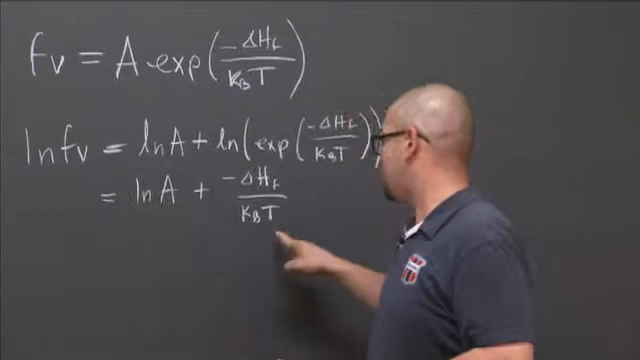 fv = A · exp(-ΔHf / KBT)
ln fv = ln A + ln(exp(-ΔHf / KBT))
= ln A + -ΔHf / KBT